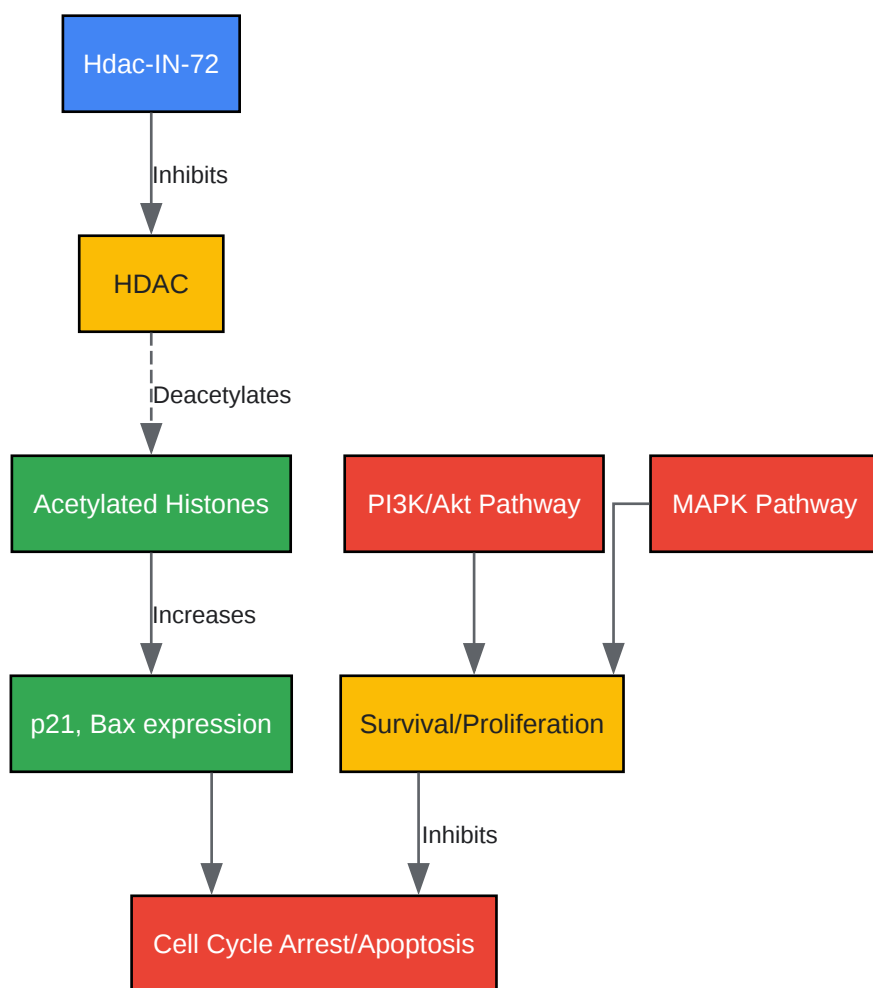 Hdac-IN-72
Inhibits
HDAC
Deacetylates
Acetylated Histones
PI3K/Akt Pathway
MAPK Pathway
Increases
p21, Bax expression
Survival/Proliferation
Inhibits
Cell Cycle Arrest/Apoptosis